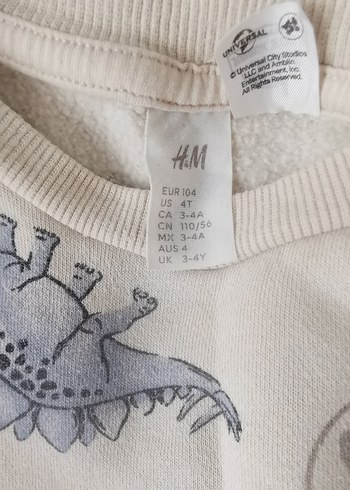 UNIVERSAL
© Universal City Studios
LLC and Amblin
Entertainment, Inc.
All Rights Reserved.
H&M
EUR 104
US 4T
CA 3-4A
CN 110/56
MX 3-4A
AUS 4
UK 3-4Y